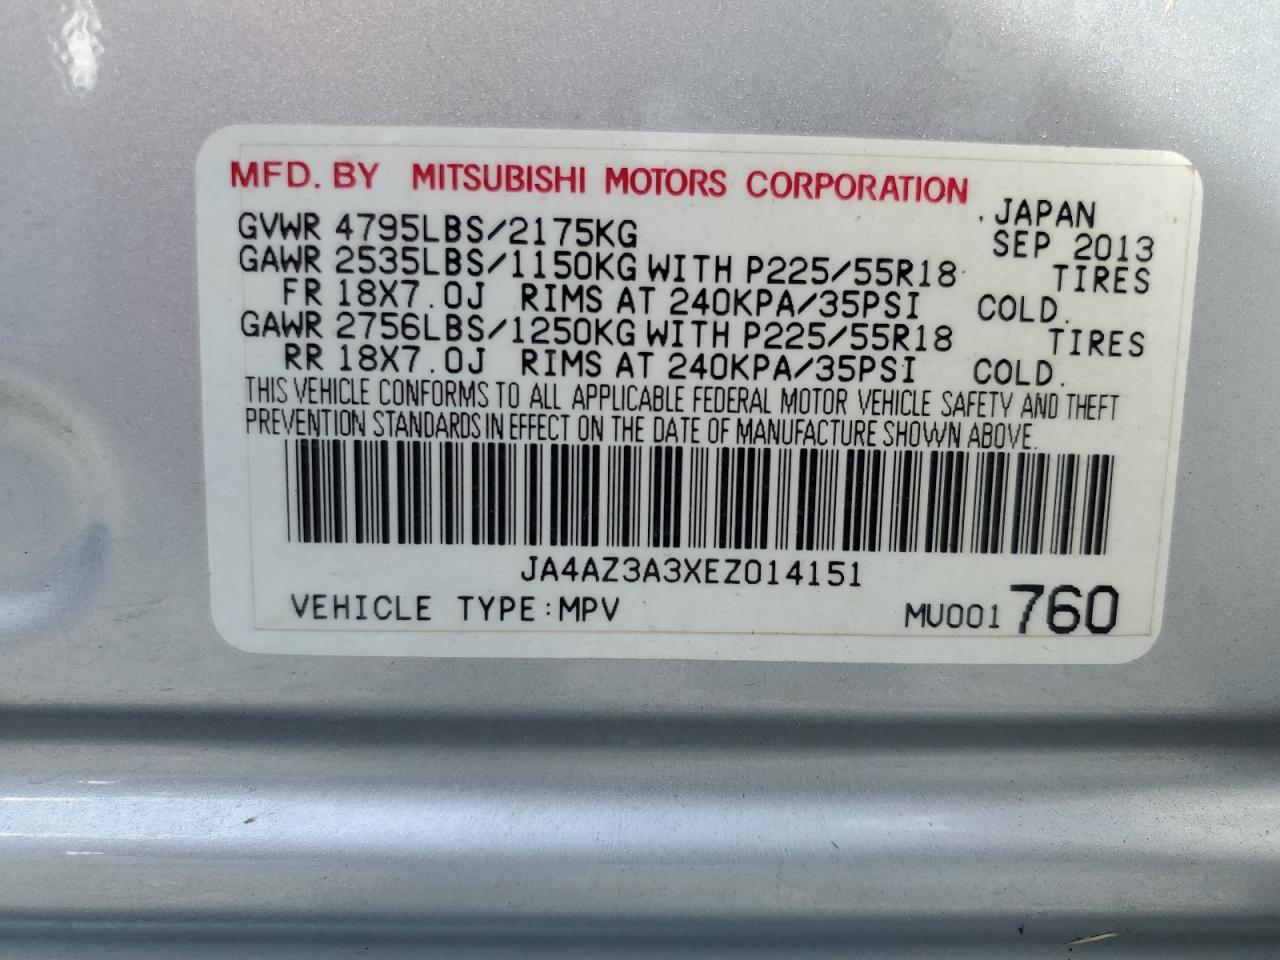 MFD. BY MITSUBISHI MOTORS CORPORATION
JAPAN
GVWR 4795LBS/2175KG SEP 2013
GAWR 2535LBS/1150KG WITH P225/55R18 TIRES
FR 18X7.0J RIMS AT 240KPA/35PSI COLD.
GAWR 2756LBS/1250KG WITH P225/55R18 TIRES
RR 18X7.0J RIMS AT 240KPA/35PSI COLD.
THIS VEHICLE CONFORMS TO ALL APPLICABLE FEDERAL MOTOR VEHICLE SAFETY AND THEFT
PREVENTION STANDARDS IN EFFECT ON THE DATE OF MANUFACTURE SHOWN ABOVE.
JA4AZ3A3XEZ014151
VEHICLE TYPE:MPV MU001 760